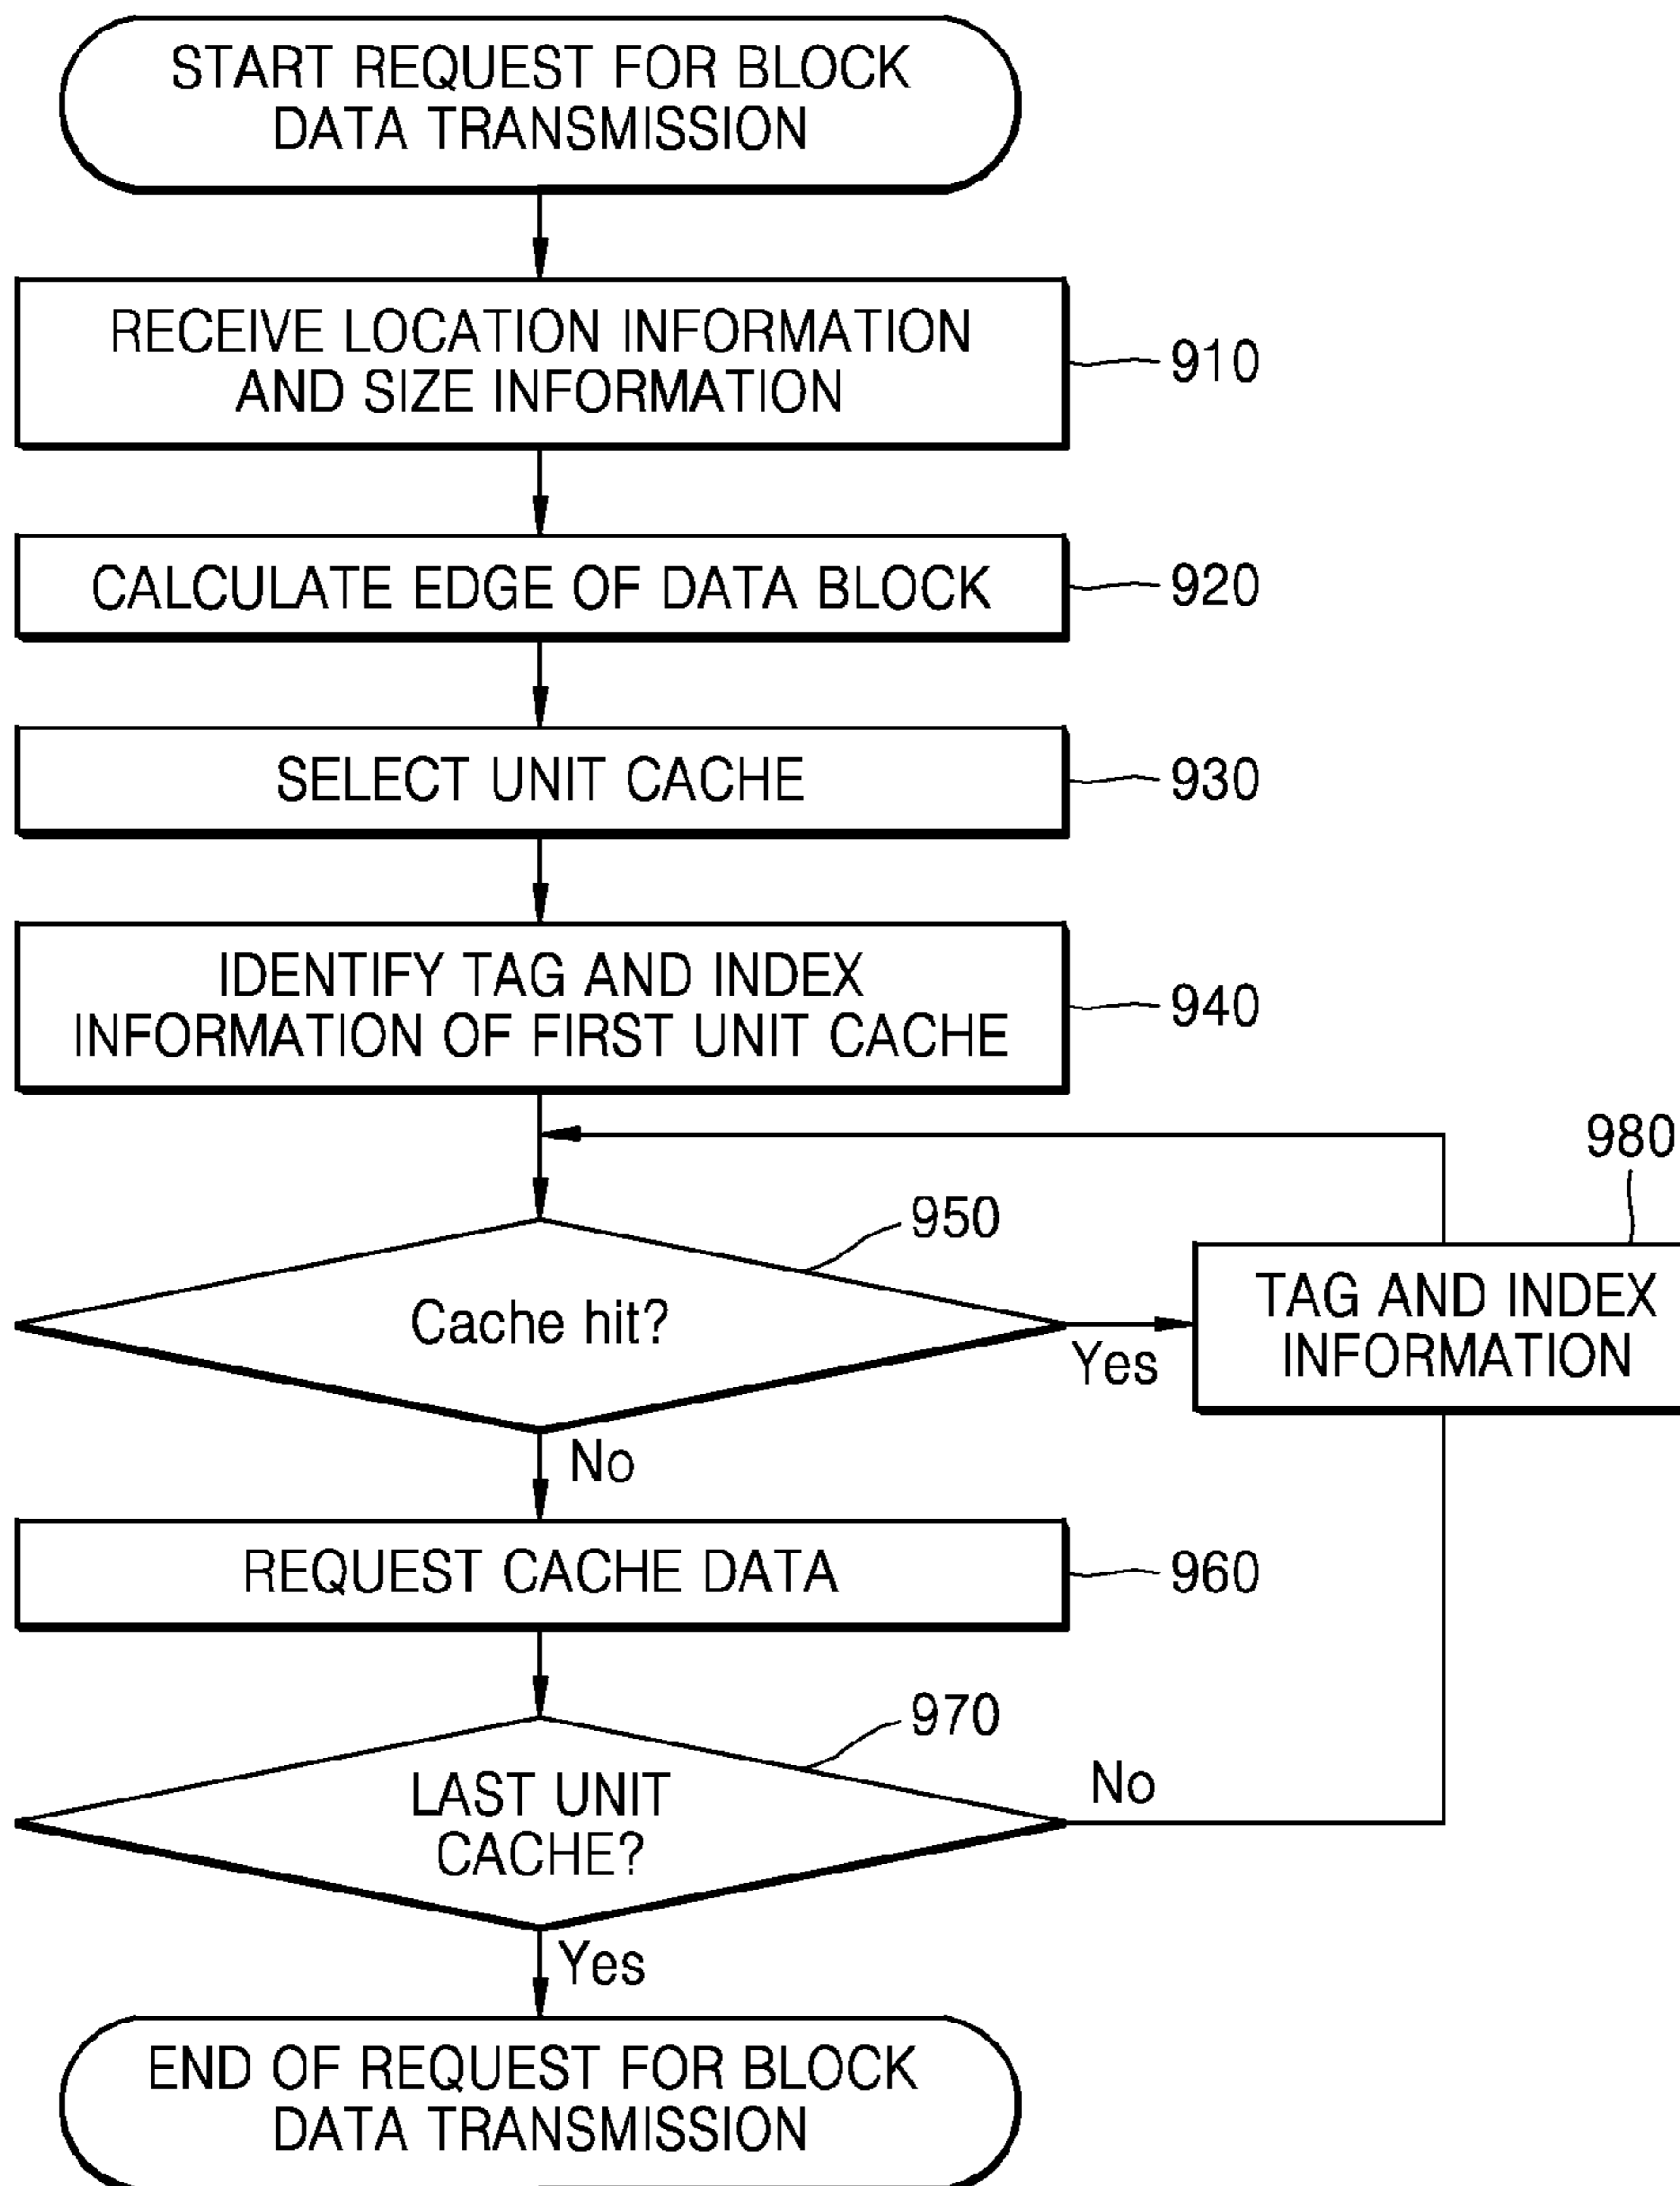 START REQUEST FOR BLOCK
DATA TRANSMISSION
RECEIVE LOCATION INFORMATION
AND SIZE INFORMATION
910
CALCULATE EDGE OF DATA BLOCK
920
SELECT UNIT CACHE
930
IDENTIFY TAG AND INDEX
INFORMATION OF FIRST UNIT CACHE
940
980
950
Cache hit?
Yes
TAG AND INDEX
INFORMATION
No
REQUEST CACHE DATA
960
970
LAST UNIT
CACHE?
No
Yes
END OF REQUEST FOR BLOCK
DATA TRANSMISSION